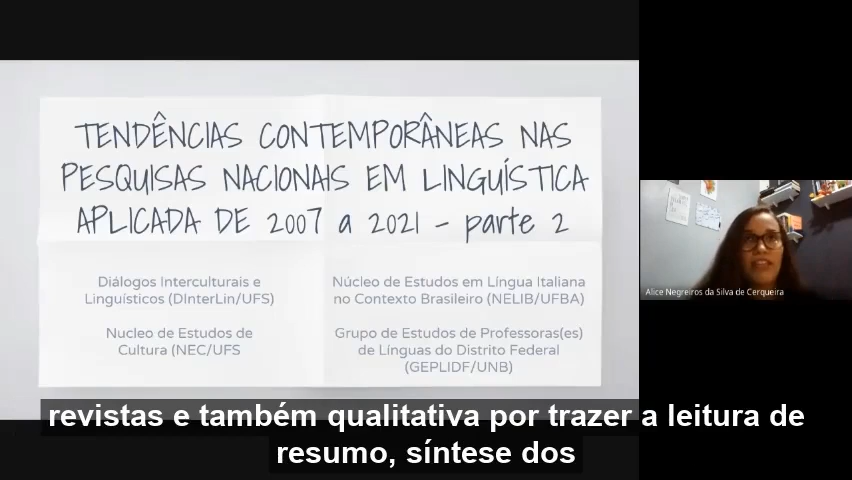 TENDÊNCIAS CONTEMPORÂNEAS NAS
PESQUISAS NACIONAIS EM LINGUÍSTICA
APLICADA DE 2007 a 2021 - parte 2
Diálogos Interculturais e
Linguísticos (DInterLin/UFS)
Nucleo de Estudos de
Cultura (NEC/UFS
Núcleo de Estudos em Língua Italiana
no Contexto Brasileiro (NELIB/UFBA)
Grupo de Estudos de Professoras(es)
de Línguas do Distrito Federal
(GEPLIDF/UNB)
Alice Negreiros da Silva de Cerqueira
revistas e também qualitativa por trazer a leitura de
resumo, síntese dos